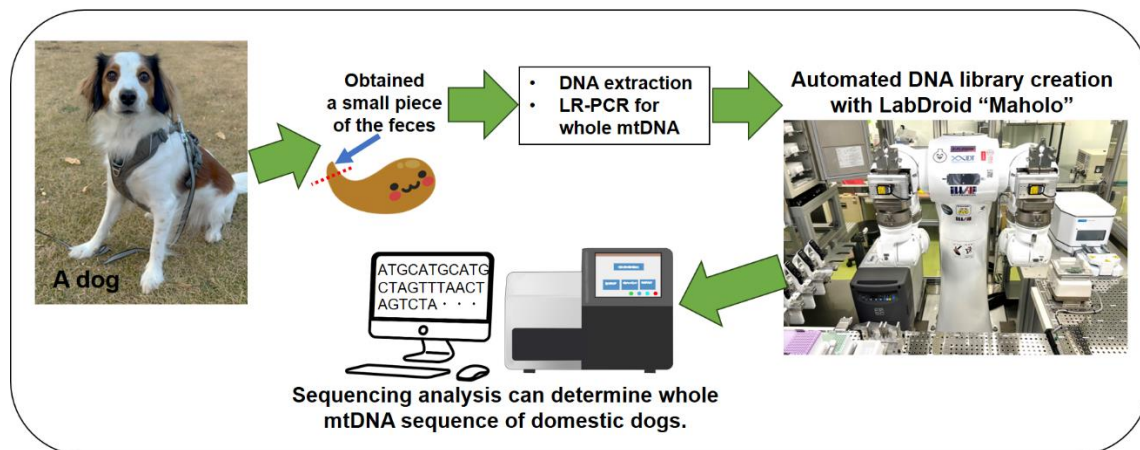 A dog
Obtained
a small piece
of the feces
• DNA extraction
• LR-PCR for
whole mtDNA
Automated DNA library creation
with LabDroid “Maholo”
ATGCATGCATG
CTAGTTTAACT
AGTCTA・・・
Sequencing analysis can determine whole
mtDNA sequence of domestic dogs.